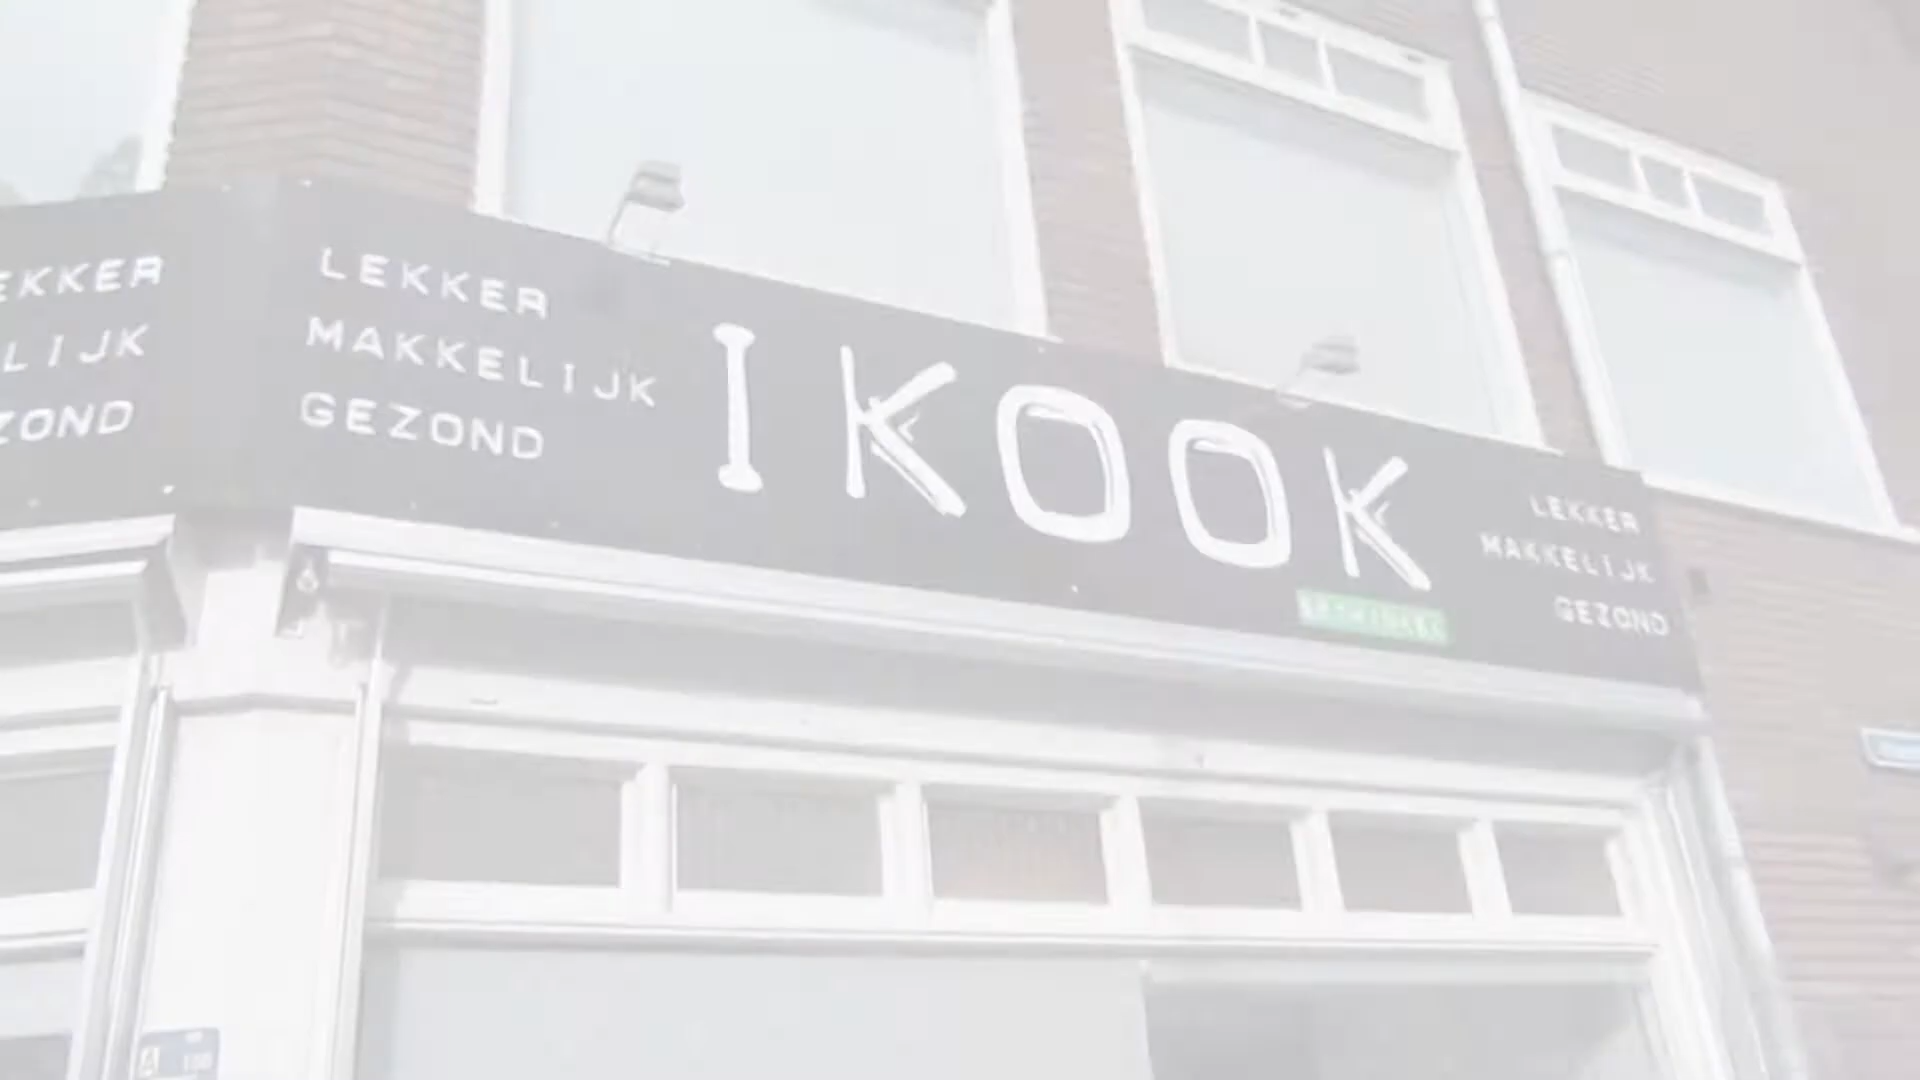 EKKER
LIJK
ZOND
LEKKER
MAKKELIJK
GEZOND
IKOOK
LEKKER
MAKKELIJK
GEZOND